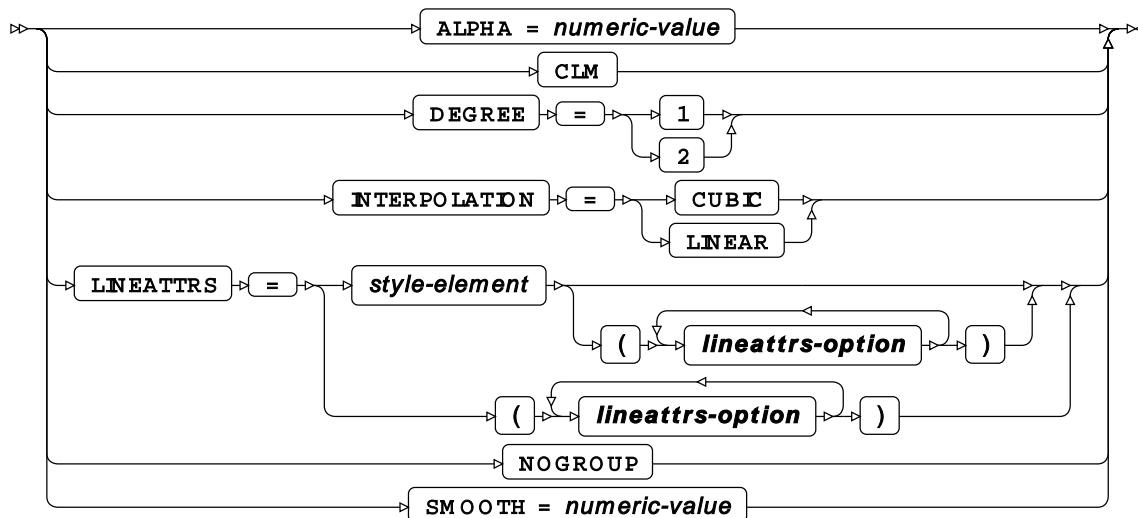 ALPHA = numeric-value
CLM
DEGREE = 1
2
INTERPOLATION = CUBIC
LINEAR
LINEATTRS = style-element
( lineattrs-option )
( lineattrs-option )
NOGROUP
SMOOTH = numeric-value